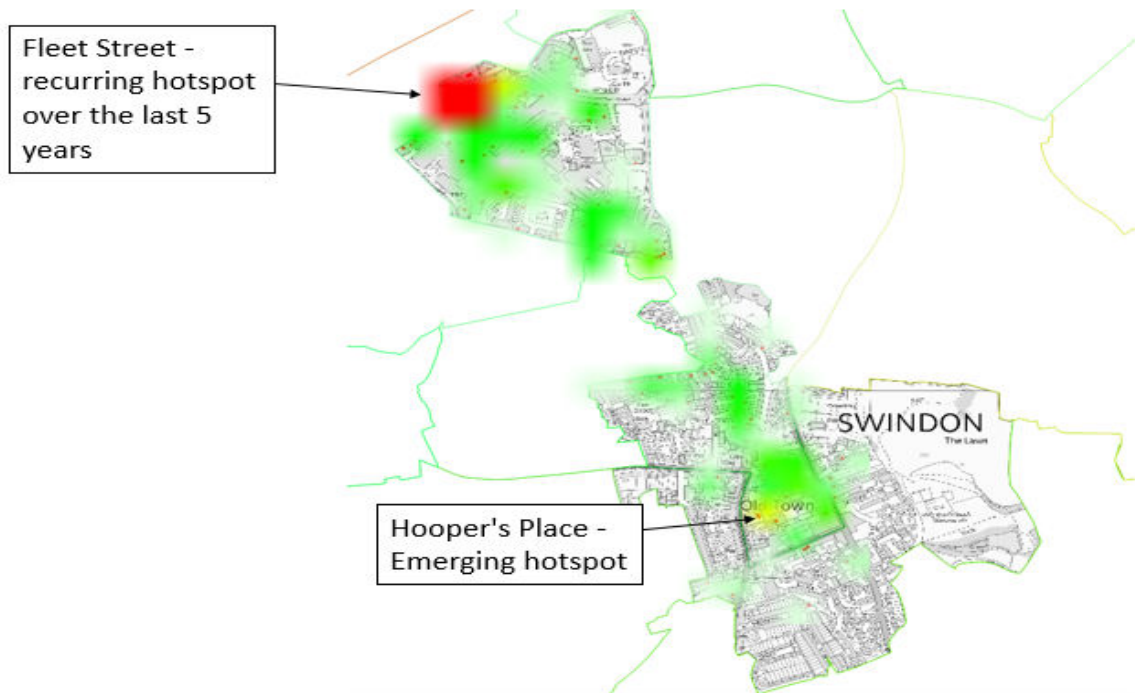 Fleet Street -
recurring hotspot
over the last 5
years
SWINDON
The Lawn
Old Town
Hooper's Place -
Emerging hotspot